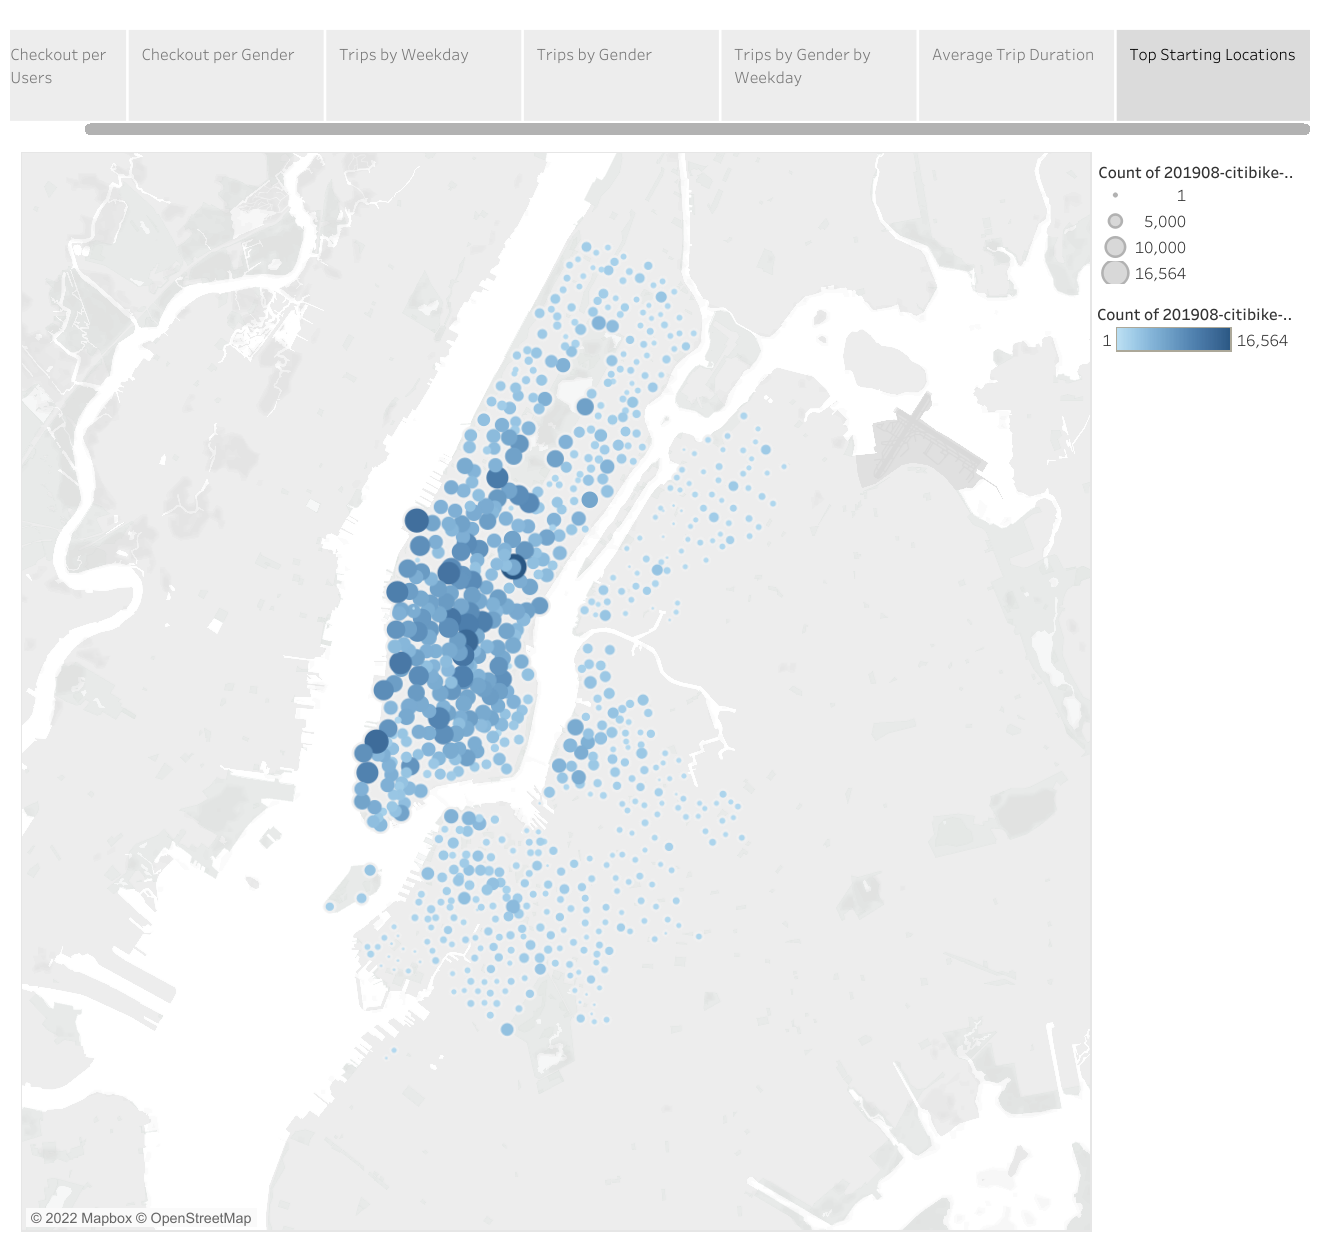 Checkout per
Users
Checkout per Gender
Trips by Weekday
Trips by Gender
Trips by Gender by
Weekday
Average Trip Duration
Top Starting Locations
Count of 201908-citibike-..
1
5,000
10,000
16,564
Count of 201908-citibike-..
1 16,564
© 2022 Mapbox © OpenStreetMap